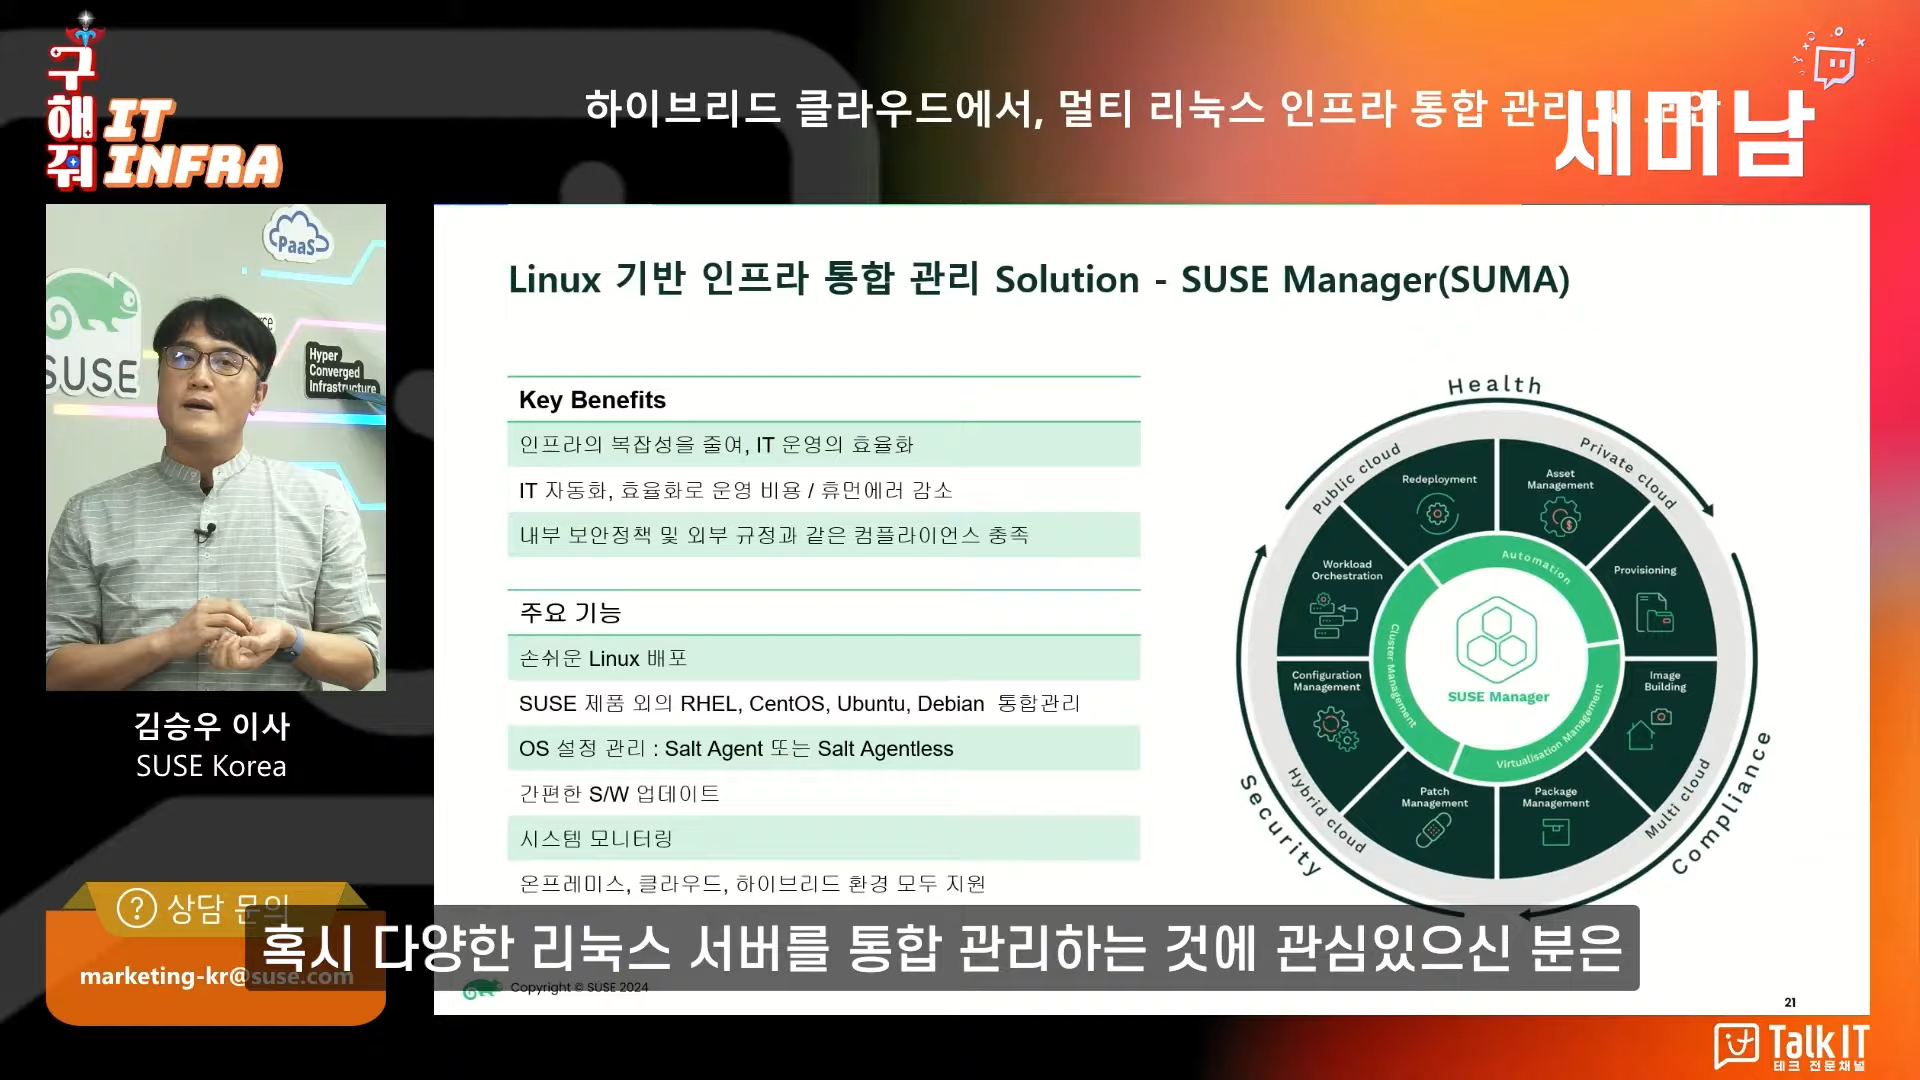 구해줘
IT
INFRA
하이브리드 클라우드에서, 멀티 리눅스 인프라 통합 관리
세미남
PaaS
SUSE
Hyper
Converged
Infrastructure
김승우 이사
SUSE Korea
상담 문의
marketing-kr@suse.com
Linux 기반 인프라 통합 관리 Solution - SUSE Manager(SUMA)
Key Benefits
인프라의 복잡성을 줄여, IT 운영의 효율화
IT 자동화, 효율화로 운영 비용 / 휴먼에러 감소
내부 보안정책 및 외부 규정과 같은 컴플라이언스 충족
주요 기능
손쉬운 Linux 배포
SUSE 제품 외의 RHEL, CentOS, Ubuntu, Debian 통합관리
OS 설정 관리 : Salt Agent 또는 Salt Agentless
간편한 S/W 업데이트
시스템 모니터링
온프레미스, 클라우드, 하이브리드 환경 모두 지원
Health
Public cloud
Private cloud
Redeployment
Asset
Management
Workload
Orchestration
Automation
Provisioning
Cluster Management
SUSE Manager
Configuration
Management
Image
Building
Virtualisation Management
Patch
Management
Package
Management
Hybrid cloud
Multi cloud
Security
Compliance
혹시 다양한 리눅스 서버를 통합 관리하는 것에 관심있으신 분은
Copyright © SUSE 2024
21
Talk IT
테크 전문채널